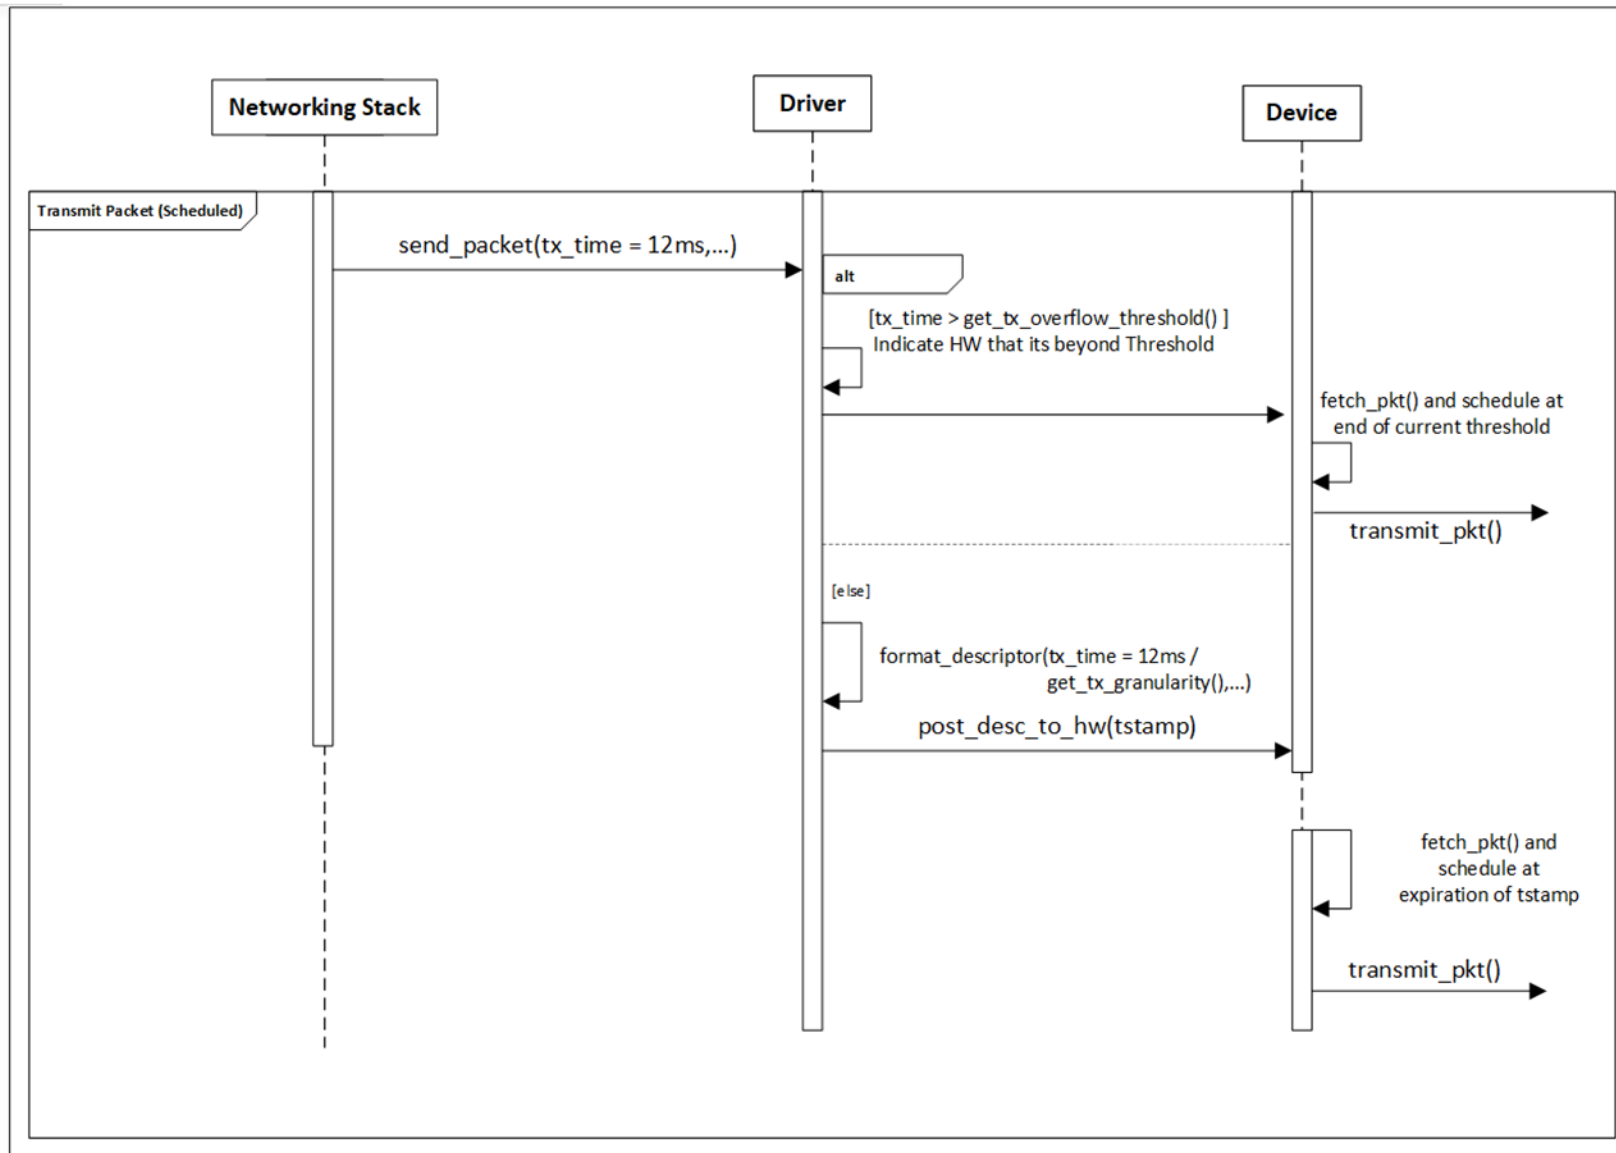 Networking Stack
Driver
Device
Transmit Packet (Scheduled)
send_packet(tx_time = 12ms,...)
alt
[tx_time > get_tx_overflow_threshold() ]
Indicate HW that its beyond Threshold
fetch_pkt() and schedule at
end of current threshold
transmit_pkt()
[else]
format_descriptor(tx_time = 12ms /
get_tx_granularity(),...)
post_desc_to_hw(tstamp)
fetch_pkt() and
schedule at
expiration of tstamp
transmit_pkt()